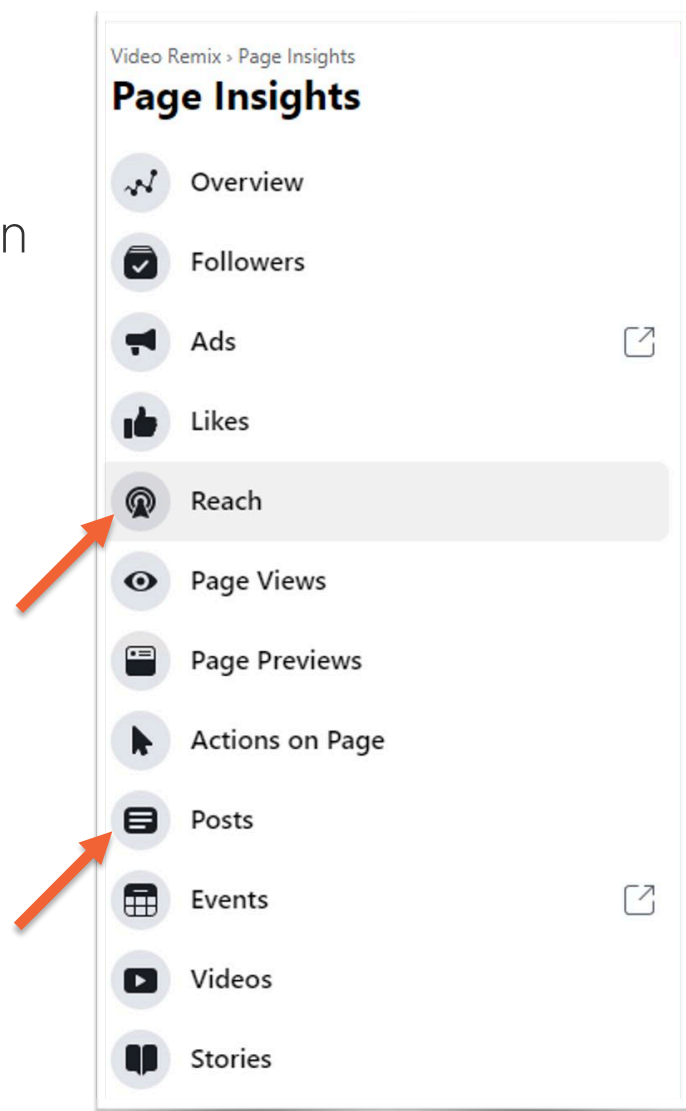 Video Remix › Page Insights
Page Insights
Overview
n
Followers
Ads
Likes
Reach
Page Views
Page Previews
Actions on Page
Posts
Events
Videos
Stories